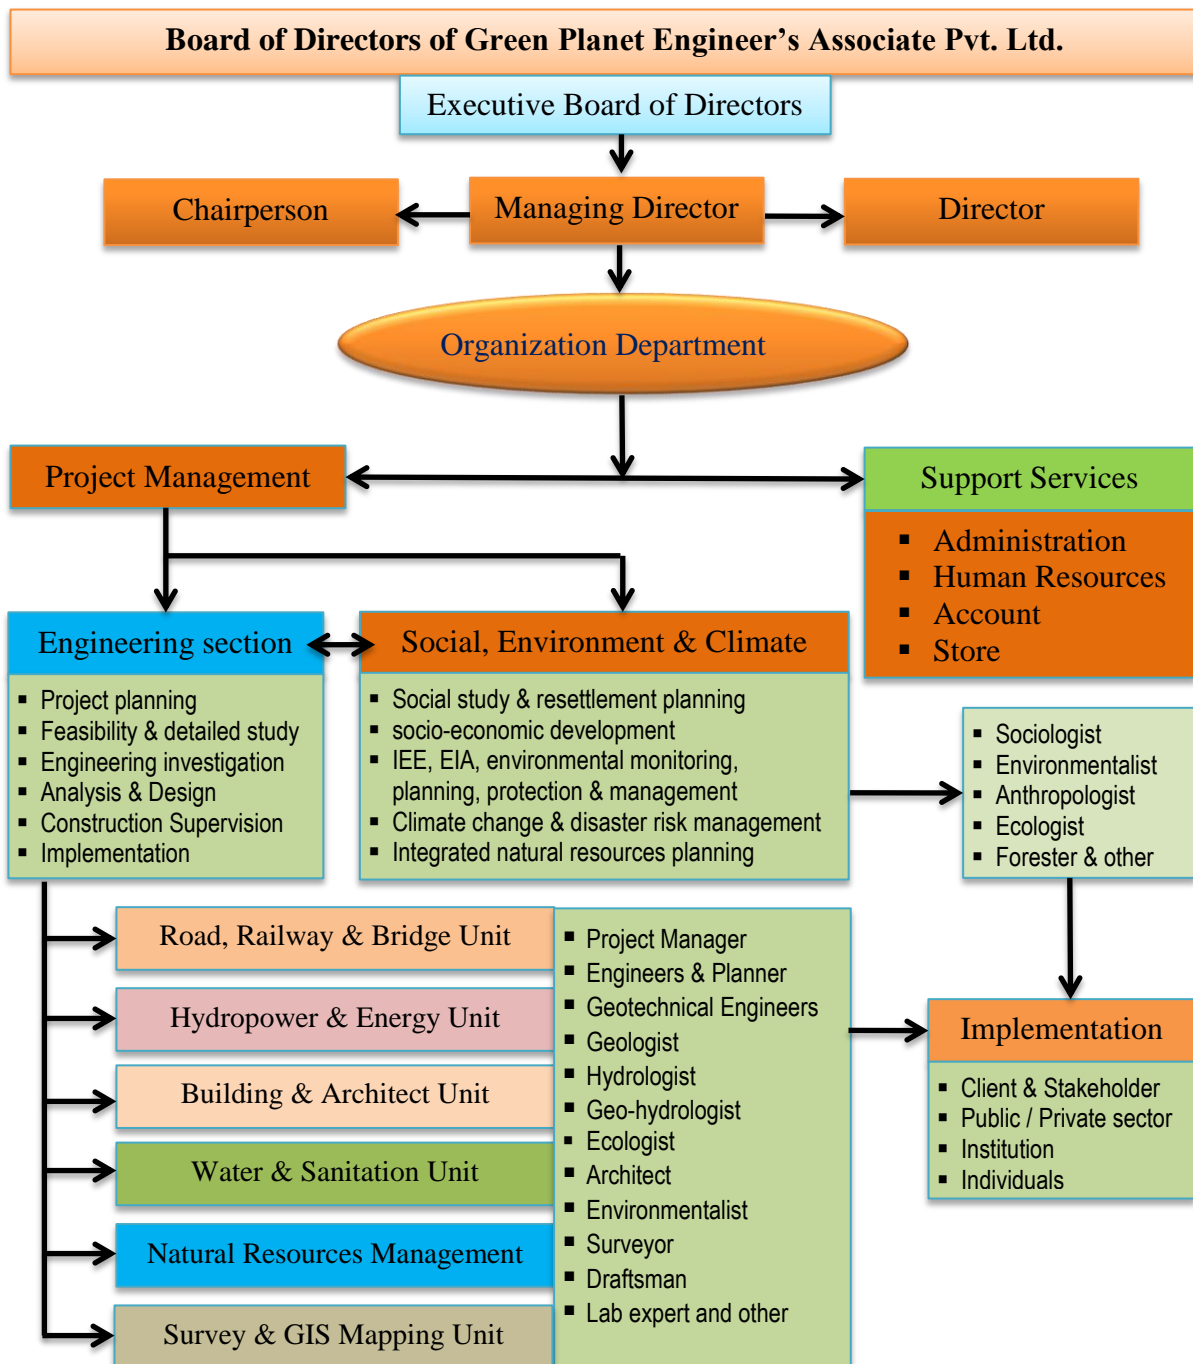 Board of Directors of Green Planet Engineer’s Associate Pvt. Ltd.
Executive Board of Directors
Chairperson
Managing Director
Director
Organization Department
Project Management
Support Services
▪ Administration
▪ Human Resources
▪ Account
▪ Store
Engineering section
▪ Project planning
▪ Feasibility & detailed study
▪ Engineering investigation
▪ Analysis & Design
▪ Construction Supervision
▪ Implementation
Social, Environment & Climate
▪ Social study & resettlement planning
▪ socio-economic development
▪ IEE, EIA, environmental monitoring,
planning, protection & management
▪ Climate change & disaster risk management
▪ Integrated natural resources planning
▪ Sociologist
▪ Environmentalist
▪ Anthropologist
▪ Ecologist
▪ Forester & other
Road, Railway & Bridge Unit
Hydropower & Energy Unit
Building & Architect Unit
Water & Sanitation Unit
Natural Resources Management
Survey & GIS Mapping Unit
▪ Project Manager
▪ Engineers & Planner
▪ Geotechnical Engineers
▪ Geologist
▪ Hydrologist
▪ Geo-hydrologist
▪ Ecologist
▪ Architect
▪ Environmentalist
▪ Surveyor
▪ Draftsman
▪ Lab expert and other
Implementation
▪ Client & Stakeholder
▪ Public / Private sector
▪ Institution
▪ Individuals